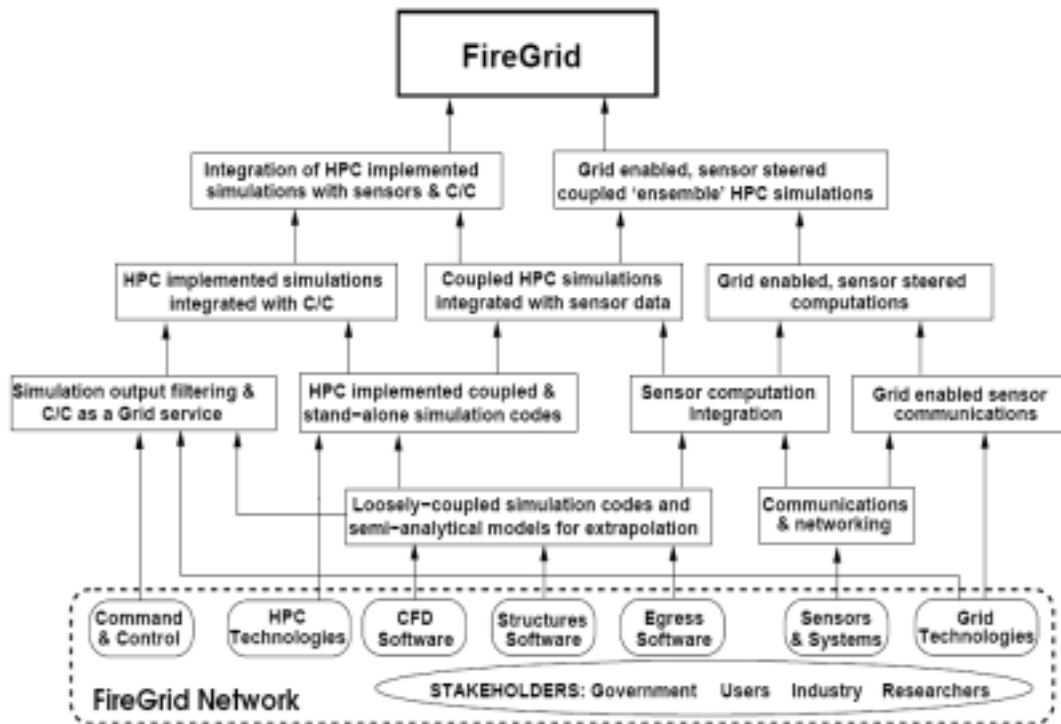 FireGrid
Integration of HPC implemented
simulations with sensors & C/C
Grid enabled, sensor steered
coupled ‘ensemble’ HPC simulations
HPC implemented simulations
integrated with C/C
Coupled HPC simulations
integrated with sensor data
Grid enabled, sensor steered
computations
Simulation output filtering &
C/C as a Grid service
HPC implemented coupled &
stand-alone simulation codes
Sensor computation
Integration
Grid enabled sensor
communications
Loosely-coupled simulation codes and
semi-analytical models for extrapolation
Communications
& networking
Command
& Control
HPC
Technologies
CFD
Software
Structures
Software
Egress
Software
Sensors
& Systems
Grid
Technologies
FireGrid Network
STAKEHOLDERS: Government Users Industry Researchers